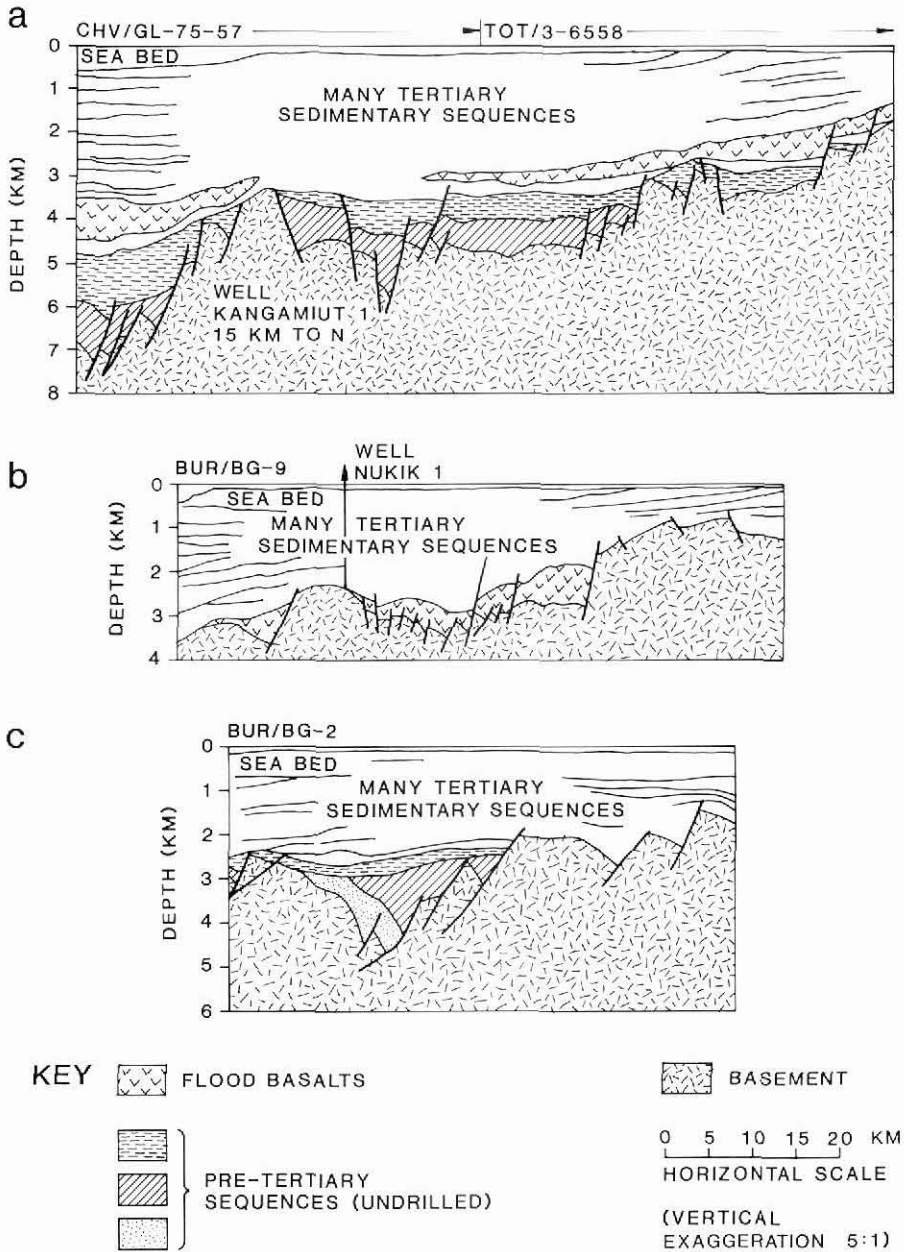 a
CHV/GL-75-57
TOT/3-6558
0
SEA BED
1
MANY TERTIARY
SEDIMENTARY SEQUENCES
2
3
4
5
6
7
8
DEPTH (KM)
WELL
KANGAMIUT 1
15 KM TO N
b
BUR/BG-9
WELL
NUKIK 1
0
SEA BED
1
MANY TERTIARY
SEDIMENTARY SEQUENCES
2
3
4
DEPTH (KM)
c
BUR/BG-2
0
SEA BED
1
MANY TERTIARY
SEDIMENTARY SEQUENCES
2
3
4
5
6
DEPTH (KM)
KEY
FLOOD BASALTS
PRE-TERTIARY
SEQUENCES (UNDRILLED)
BASEMENT
0 5 10 15 20 KM
HORIZONTAL SCALE
(VERTICAL
EXAGGERATION 5:1)